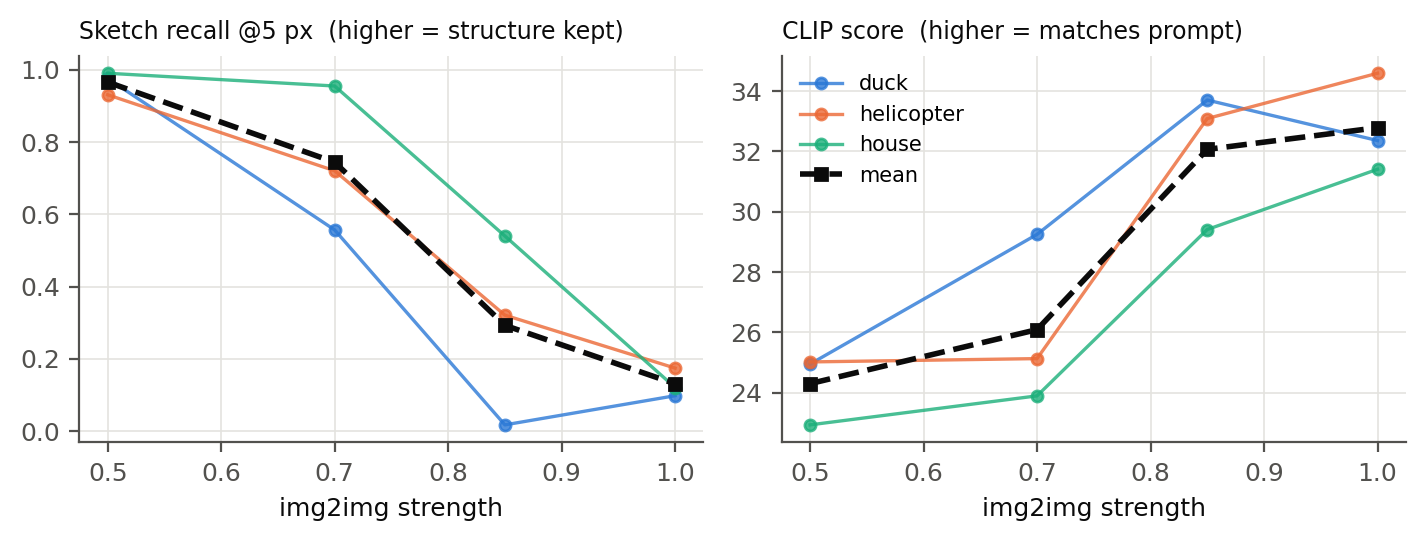 Sketch recall @5 px  (higher = structure kept)
1.0
0.8
0.6
0.4
0.2
0.0
0.5 0.6 0.7 0.8 0.9 1.0
img2img strength
CLIP score  (higher = matches prompt)
duck
helicopter
house
mean
34
32
30
28
26
24
0.5 0.6 0.7 0.8 0.9 1.0
img2img strength